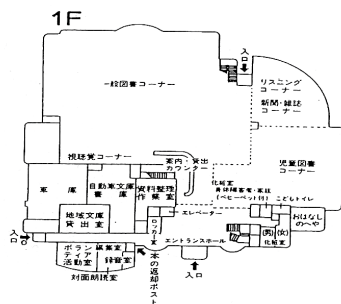 1F
入口
一般図書コーナー
リスニング
コーナー
新聞・雑誌
コーナー
児童図書
コーナー
視聴覚コーナー
案内・貸出
カウンター
車庫
自動車文庫
書庫
資料整理
作業室
化粧室
身体障害者・車椅
(ベビーベット付)
こどもトイレ
地域文庫
貸出室
ロッカー室
エレベーター
おはなし
のへや
入口
ボラン
ティア
活動室
編集室
録音室
エントランスホール
(男)(女)
化粧室
対面朗読室
本の返却ポスト
入口